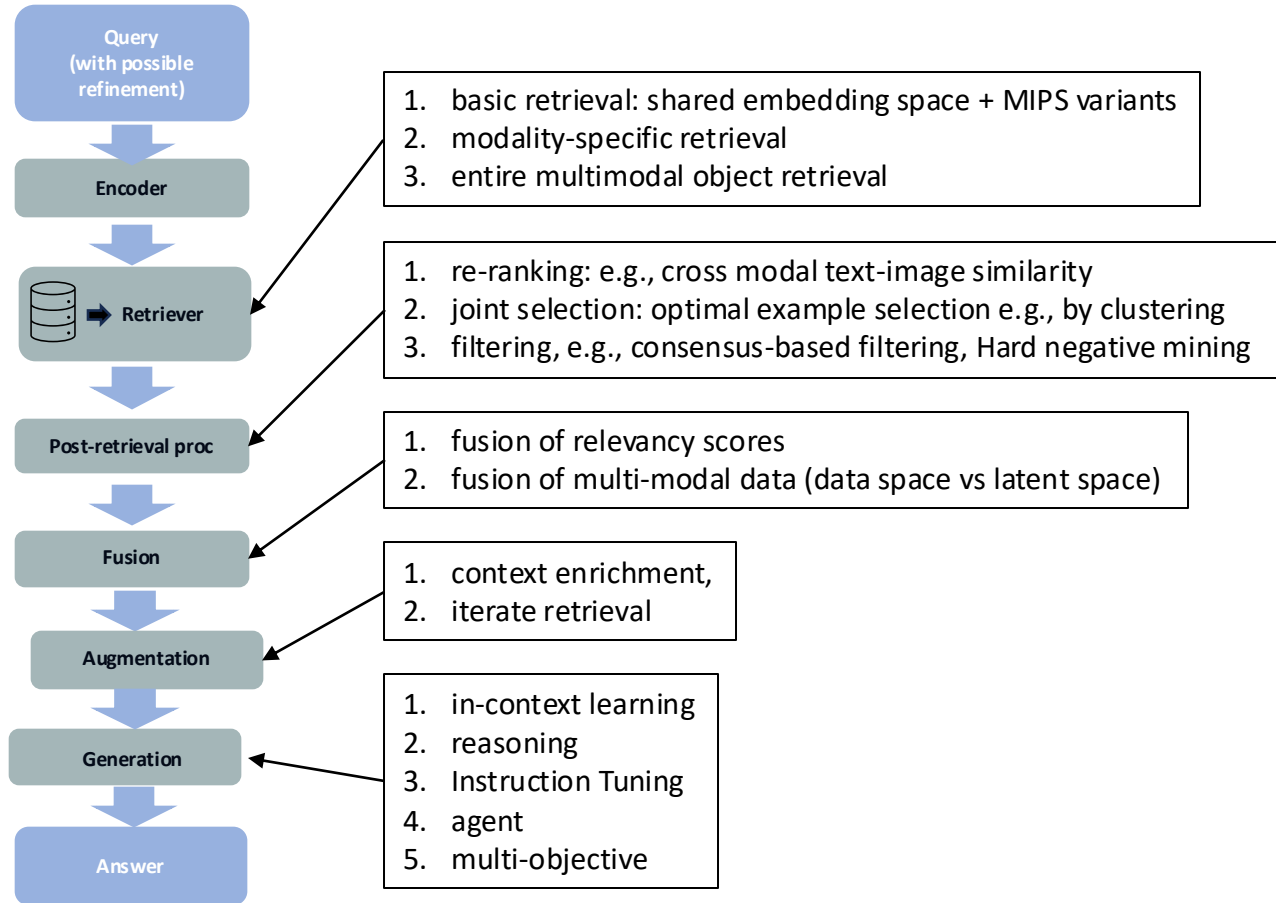 Query
(with possible
refinement)
Encoder
Retriever
Post-retrieval proc
Fusion
Augmentation
Generation
Answer
1. basic retrieval: shared embedding space + MIPS variants
2. modality-specific retrieval
3. entire multimodal object retrieval
1. re-ranking: e.g., cross modal text-image similarity
2. joint selection: optimal example selection e.g., by clustering
3. filtering, e.g., consensus-based filtering, Hard negative mining
1. fusion of relevancy scores
2. fusion of multi-modal data (data space vs latent space)
1. context enrichment,
2. iterate retrieval
1. in-context learning
2. reasoning
3. Instruction Tuning
4. agent
5. multi-objective